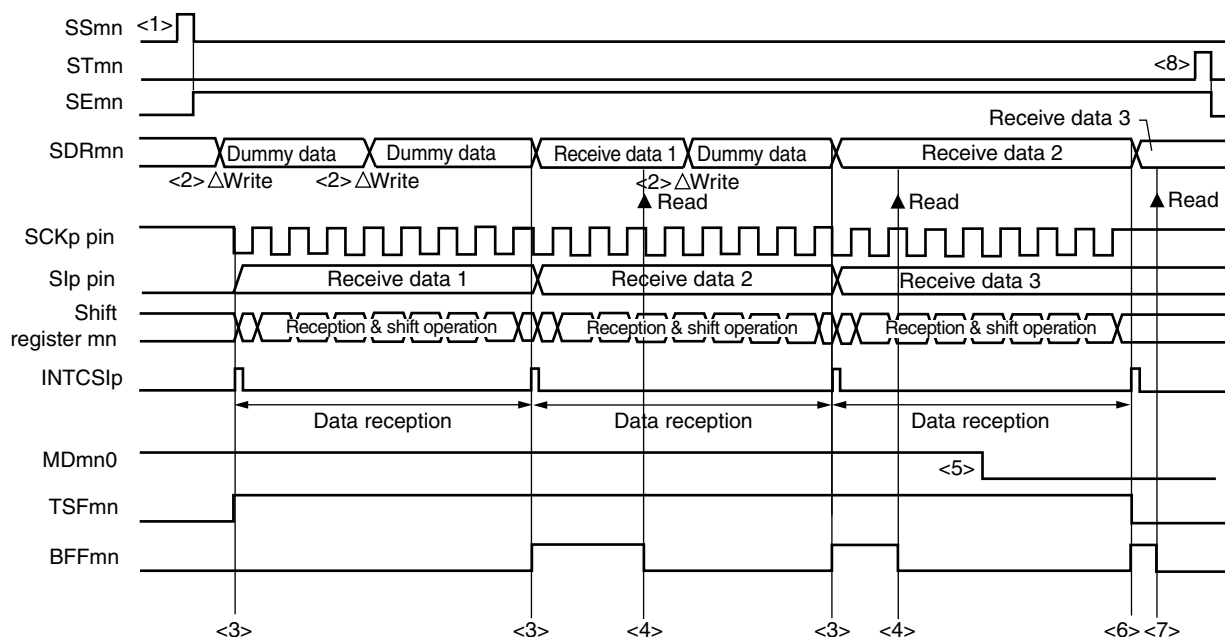 SSmn <1>
STmn <8>
SEmn
Receive data 3
SDRmn Dummy data Dummy data Receive data 1 Dummy data Receive data 2
<2> △Write <2> △Write <2> △Write
▲Read ▲Read ▲Read
SCKp pin
SIp pin Receive data 1 Receive data 2 Receive data 3
Shift
register mn Reception & shift operation Reception & shift operation Reception & shift operation
INTCSIp
Data reception Data reception Data reception
MDmn0 <5>
TSFmn
BFFmn
<3> <3> <4> <3> <4> <6> <7>